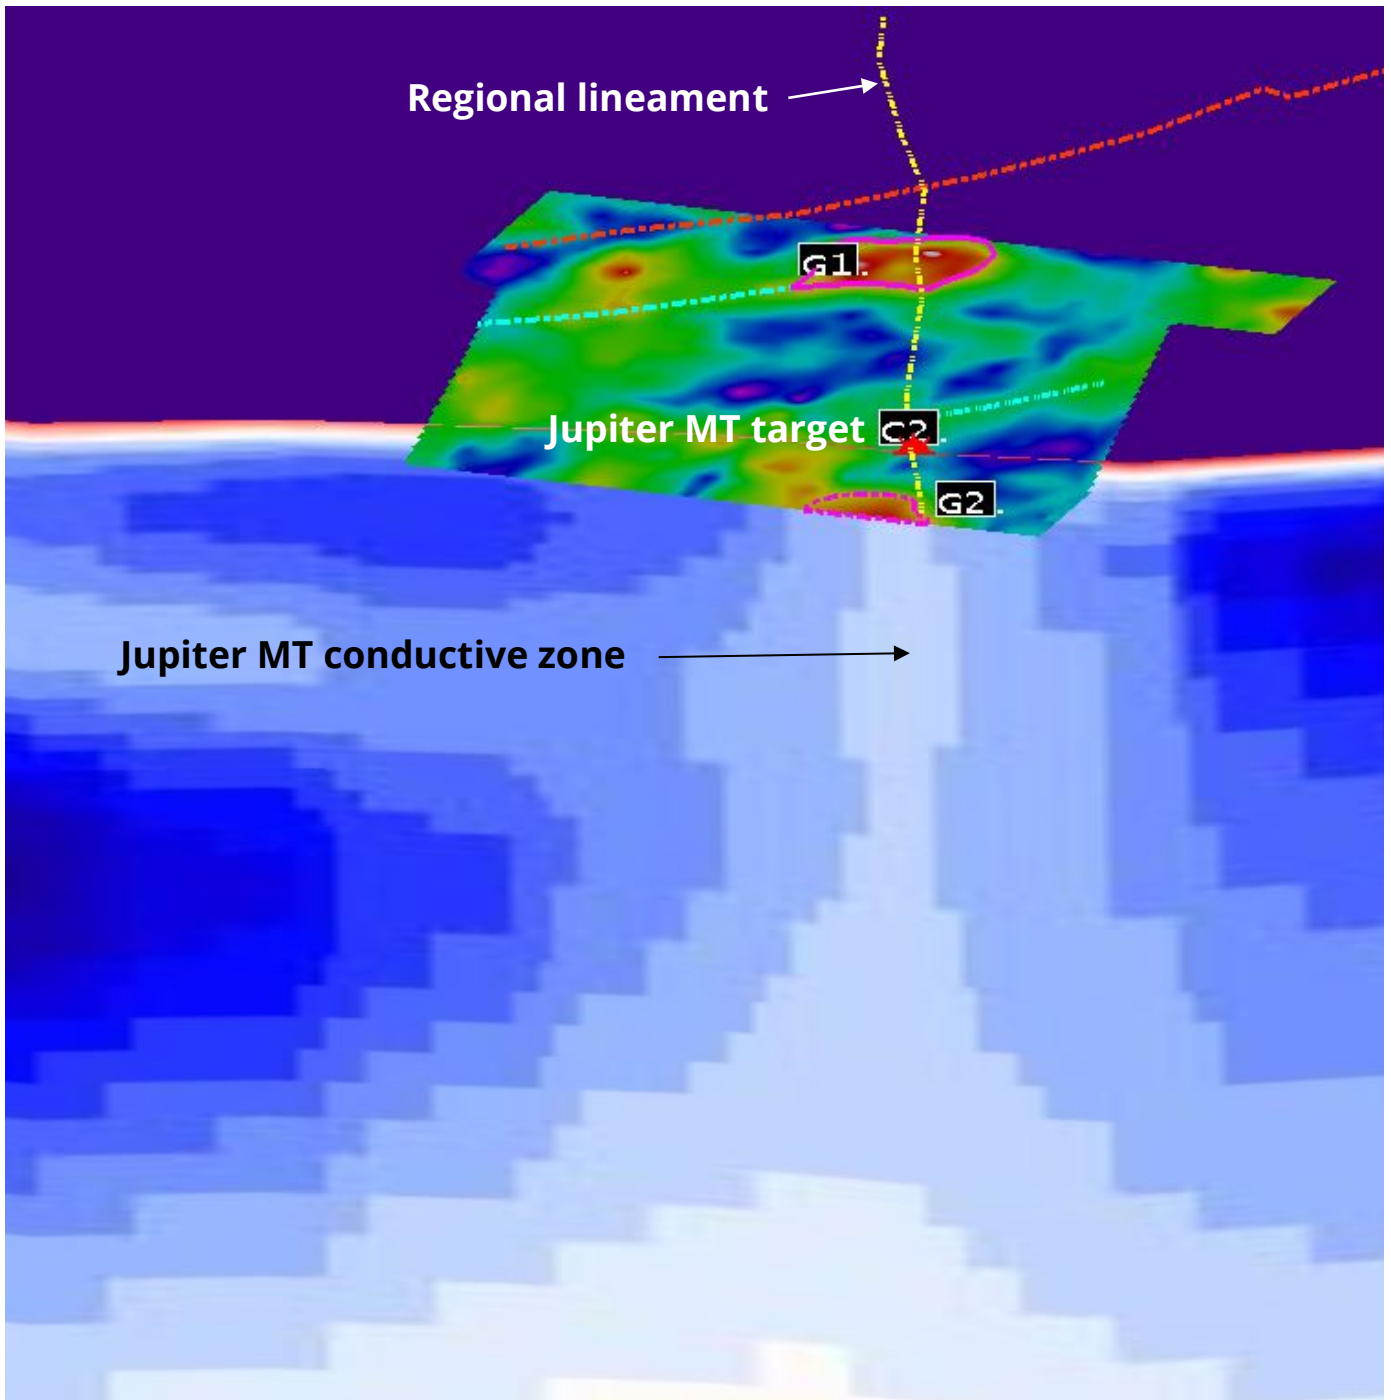 Regional lineament
G1.
Jupiter MT target
C2.
G2.
Jupiter MT conductive zone